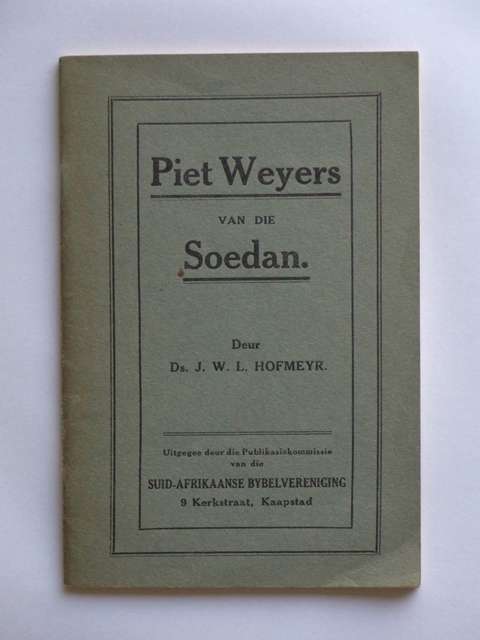 Piet Weyers
VAN DIE
Soedan.
Deur
Ds. J. W. L. HOFMEYR.
Uitgegee deur die Publikasiekommissie
van die
SUID-AFRIKAANSE BYBELVERENIGING
9 Kerkstraat, Kaapstad